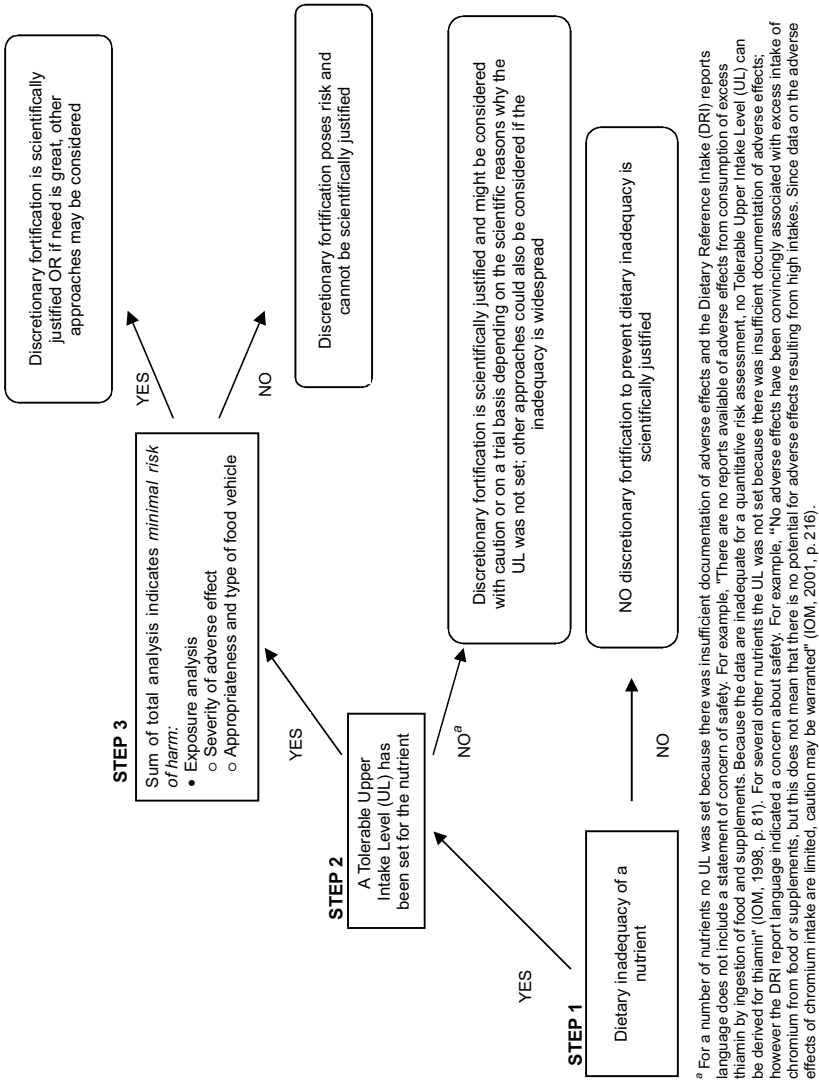 STEP 1
Dietary inadequacy of a
nutrient
YES
NO
NO discretionary fortification to prevent dietary inadequacy is
scientifically justified
STEP 2
A Tolerable Upper
Intake Level (UL) has
been set for the nutrient
YES
NOa
Discretionary fortification is scientifically justified and might be considered
with caution or on a trial basis depending on the scientific reasons why the
UL was not set; other approaches could also be considered if the
inadequacy is widespread
STEP 3
Sum of total analysis indicates minimal risk
of harm:
• Exposure analysis
○ Severity of adverse effect
○ Appropriateness and type of food vehicle
YES
NO
Discretionary fortification is scientifically
justified OR if need is great, other
approaches may be considered
Discretionary fortification poses risk and
cannot be scientifically justified
a For a number of nutrients no UL was set because there was insufficient documentation of adverse effects and the Dietary Reference Intake (DRI) reports
language does not include a statement of concern of safety. For example, "There are no reports available of adverse effects from consumption of excess
thiamin by ingestion of food and supplements. Because the data are inadequate for a quantitative risk assessment, no Tolerable Upper Intake Level (UL) can
be derived for thiamin" (IOM, 1998, p. 81). For several other nutrients the UL was not set because there was insufficient documentation of adverse effects;
however the DRI report language indicated a concern about safety. For example, "No adverse effects have been convincingly associated with excess intake of
chromium from food or supplements, but this does not mean that there is no potential for adverse effects resulting from high intakes. Since data on the adverse
effects of chromium intake are limited, caution may be warranted" (IOM, 2001, p. 216).